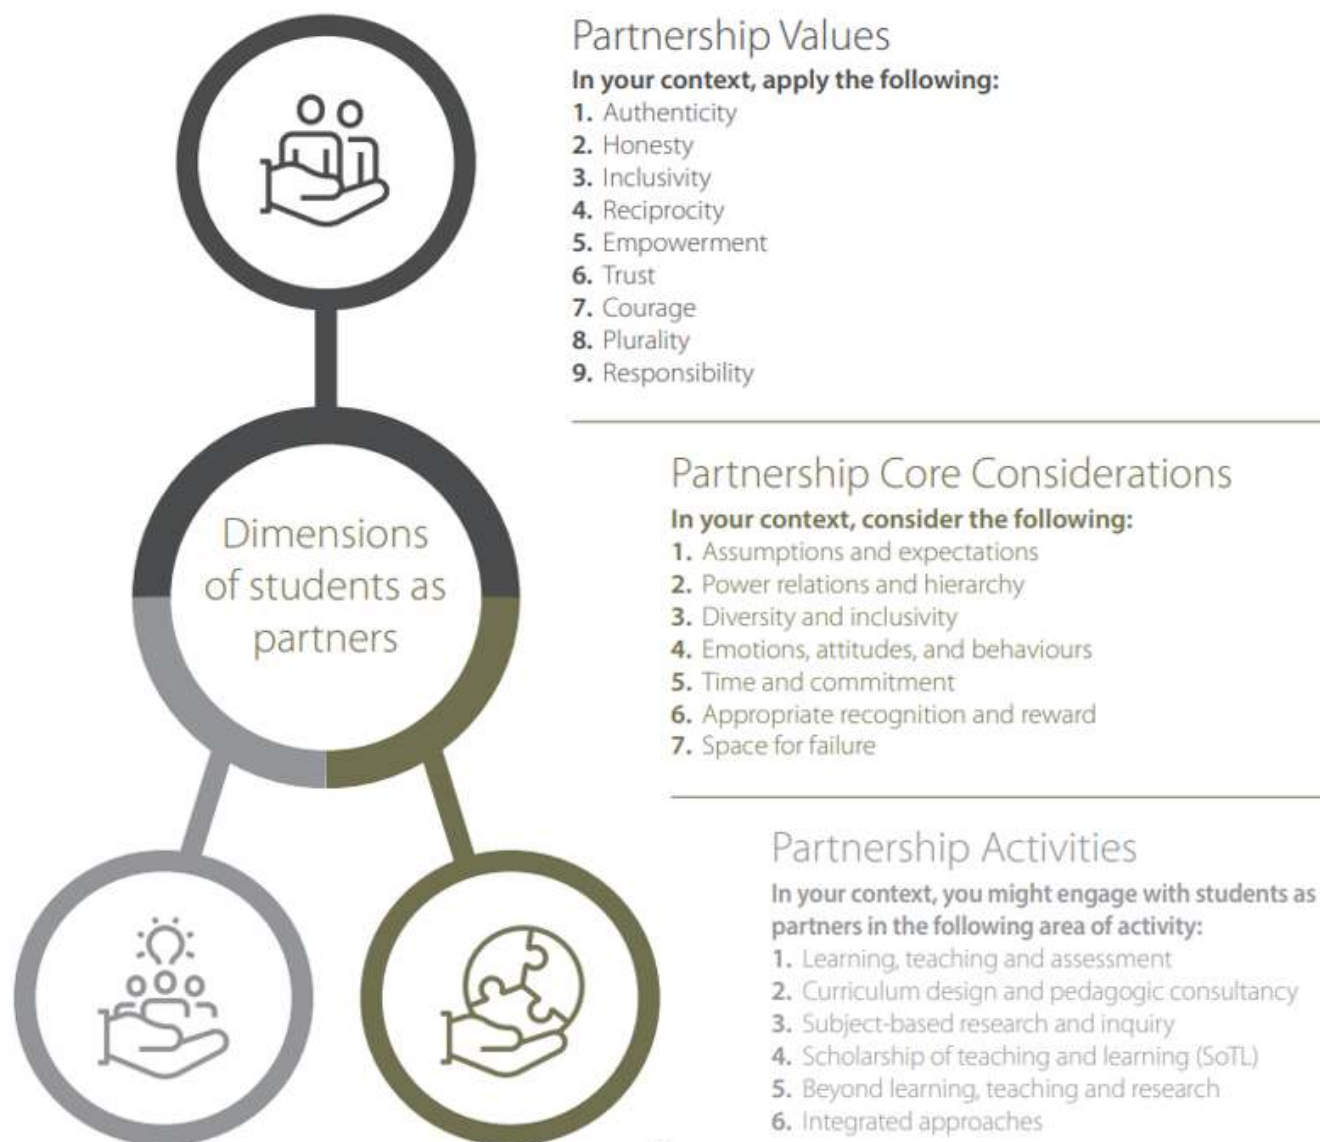 Partnership Values
In your context, apply the following:
1. Authenticity
2. Honesty
3. Inclusivity
4. Reciprocity
5. Empowerment
6. Trust
7. Courage
8. Plurality
9. Responsibility
Dimensions
of students as
partners
Partnership Core Considerations
In your context, consider the following:
1. Assumptions and expectations
2. Power relations and hierarchy
3. Diversity and inclusivity
4. Emotions, attitudes, and behaviours
5. Time and commitment
6. Appropriate recognition and reward
7. Space for failure
Partnership Activities
In your context, you might engage with students as
partners in the following area of activity:
1. Learning, teaching and assessment
2. Curriculum design and pedagogic consultancy
3. Subject-based research and inquiry
4. Scholarship of teaching and learning (SoTL)
5. Beyond learning, teaching and research
6. Integrated approaches